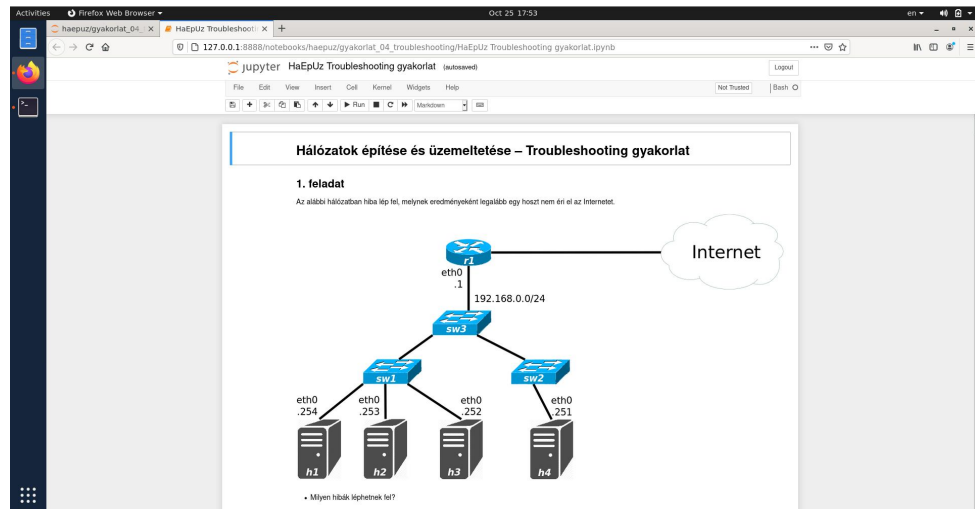 Activities Firefox Web Browser Oct 25 17:53 en
haepuz/gyakorlat_04_ HaEpUz Troubleshooti
127.0.0.1:8888/notebooks/haepuz/gyakorlat_04_troubleshooting/HaEpUz Troubleshooting gyakorlat.ipynb
jupyter HaEpUz Troubleshooting gyakorlat (autosaved) Logout
File Edit View Insert Cell Kernel Widgets Help Not Trusted Bash
Run Markdown
Hálózatok építése és üzemeltetése – Troubleshooting gyakorlat
1. feladat
Az alábbi hálózatban hiba lép fel, melynek eredményeként legalább egy hoszt nem éri el az Internetet.
Internet
r1
eth0
.1
192.168.0.0/24
sw3
sw1 sw2
eth0 eth0 eth0 eth0
.254 .253 .252 .251
h1 h2 h3 h4
• Milyen hibák léphetnek fel?